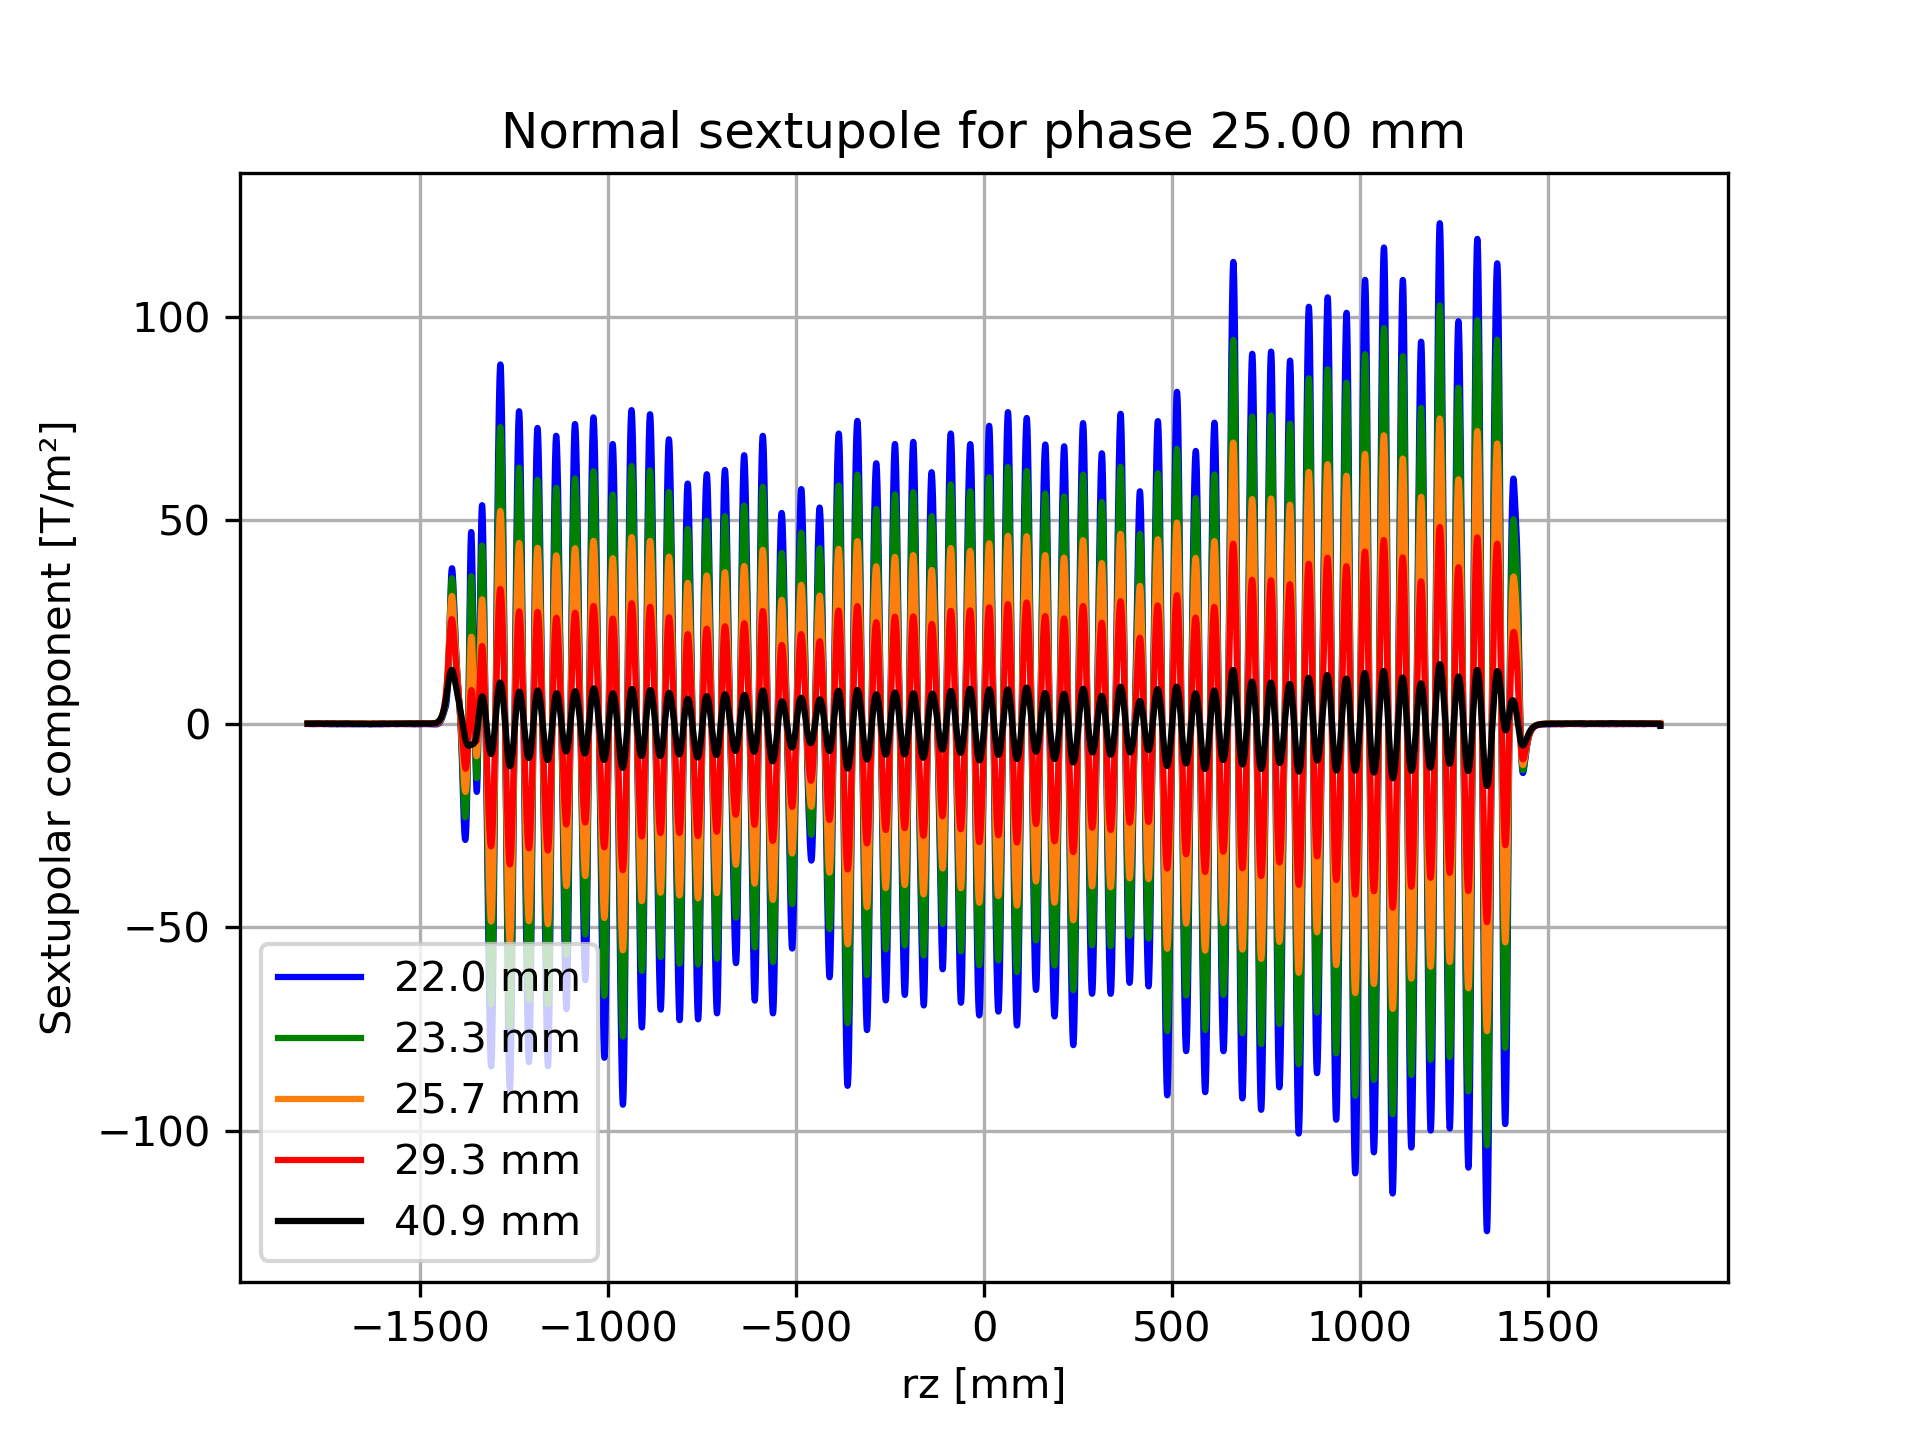 Normal sextupole for phase 25.00 mm
Sextupolar component [T/m²]
100
50
0
−50
−100
22.0 mm
23.3 mm
25.7 mm
29.3 mm
40.9 mm
−1500 −1000 −500 0 500 1000 1500
rz [mm]